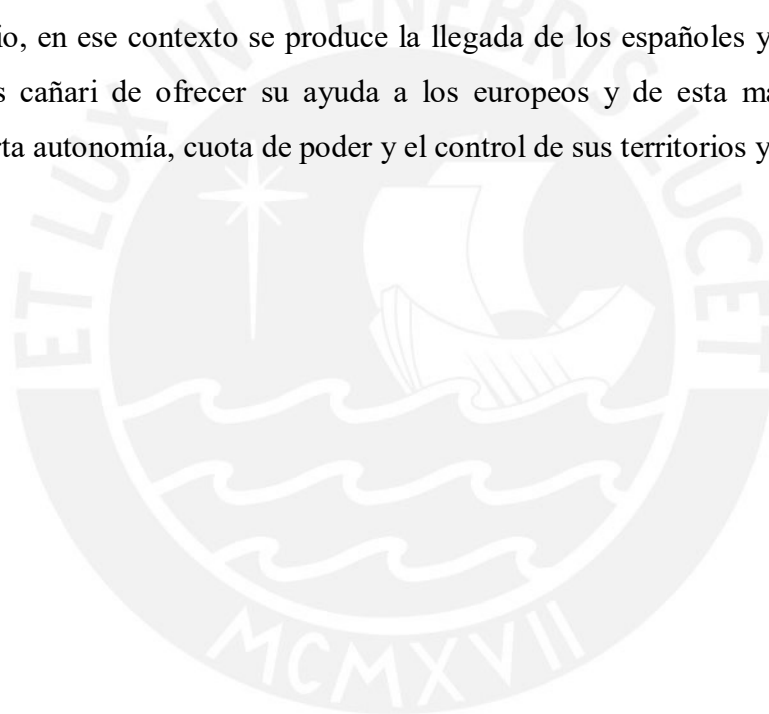 io, en ese contexto se produce la llegada de los españoles y
s cañari de ofrecer su ayuda a los europeos y de esta ma
rta autonomía, cuota de poder y el control de sus territorios y
ET LUX IN TENEBRIS LUCET
MCMXVII